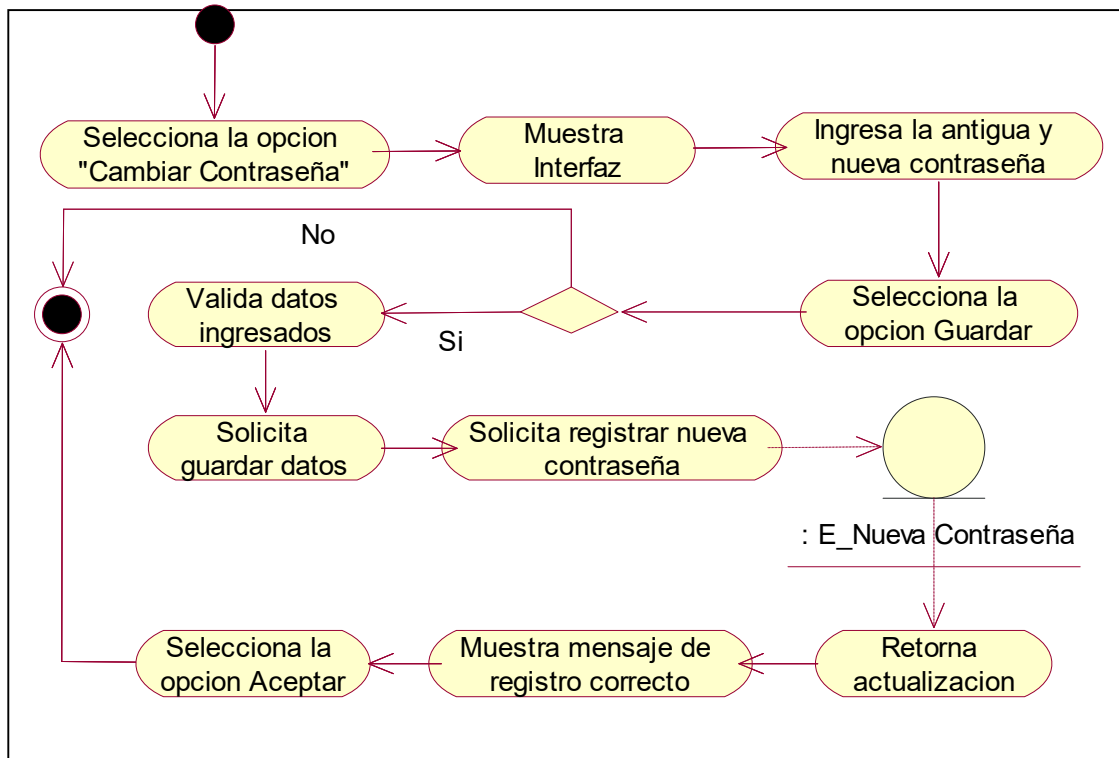 Selecciona la opcion
"Cambiar Contraseña"
Muestra
Interfaz
Ingresa la antigua y
nueva contraseña
No
Valida datos
ingresados
Si
Selecciona la
opcion Guardar
Solicita
guardar datos
Solicita registrar nueva
contraseña
: E_Nueva Contraseña
Selecciona la
opcion Aceptar
Muestra mensaje de
registro correcto
Retorna
actualizacion